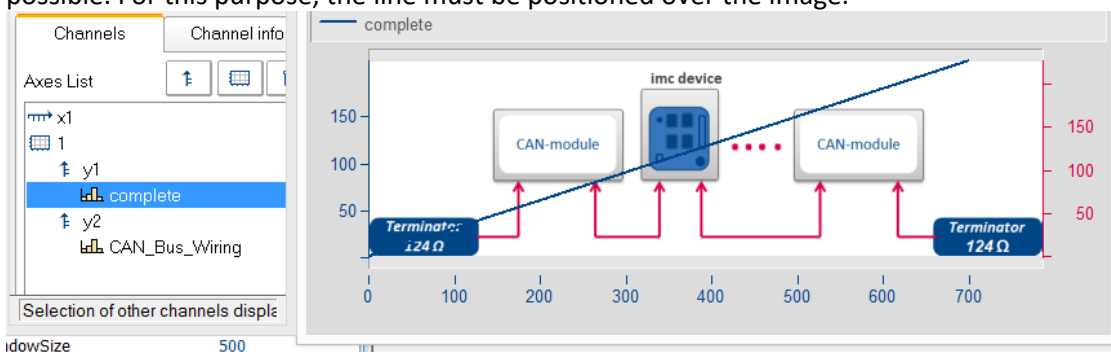 possible. For this purpose, the line must be positioned over the image.
Channels
Channel info
Axes List
x1
1
y1
complete
y2
CAN_Bus_Wiring
Selection of other channels displa
dowSize 500
complete
imc device
CAN-module
CAN-module
Terminator
124 Ω
Terminator
124 Ω
150
100
50
150
100
50
0 100 200 300 400 500 600 700